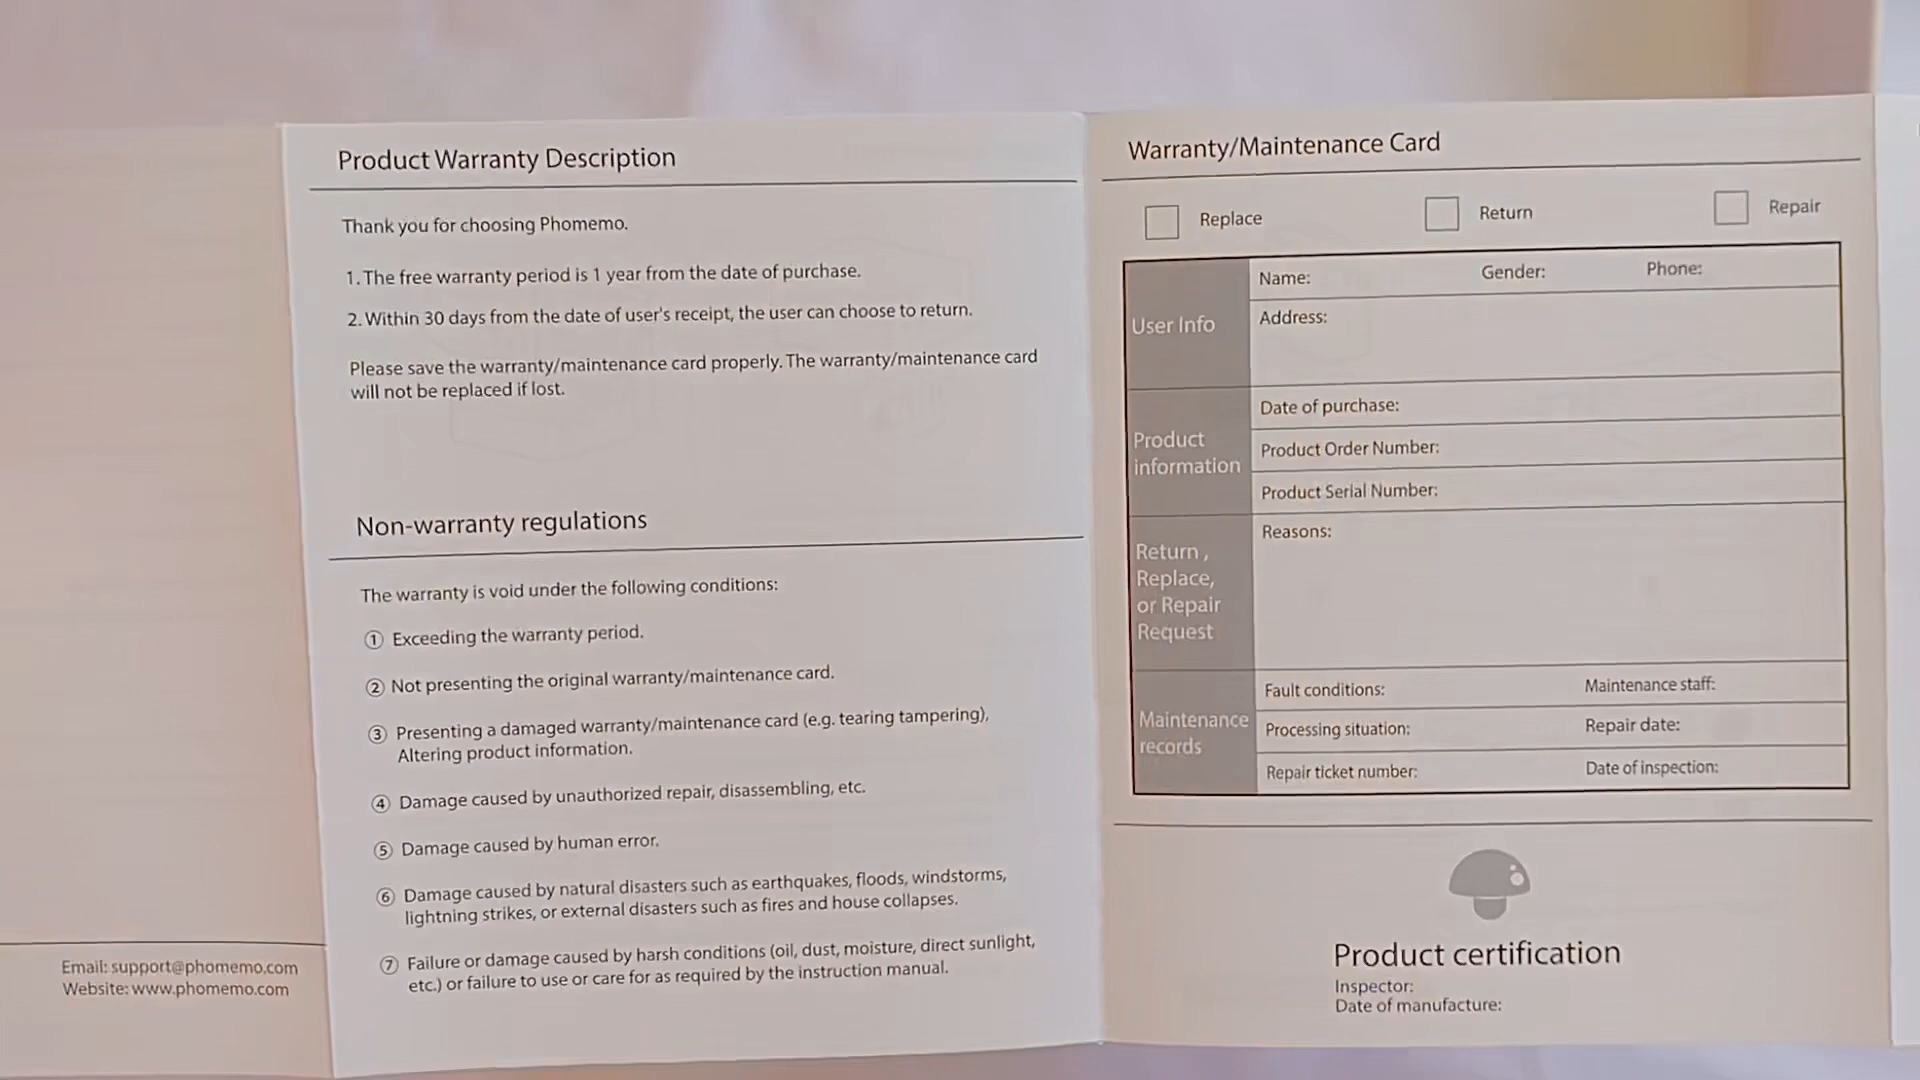 Email: support@phomemo.com
Website: www.phomemo.com
Product Warranty Description
Thank you for choosing Phomemo.
1. The free warranty period is 1 year from the date of purchase.
2. Within 30 days from the date of user's receipt, the user can choose to return.
Please save the warranty/maintenance card properly. The warranty/maintenance card
will not be replaced if lost.
Non-warranty regulations
The warranty is void under the following conditions:
① Exceeding the warranty period.
② Not presenting the original warranty/maintenance card.
③ Presenting a damaged warranty/maintenance card (e.g. tearing tampering),
Altering product information.
④ Damage caused by unauthorized repair, disassembling, etc.
⑤ Damage caused by human error.
⑥ Damage caused by natural disasters such as earthquakes, floods, windstorms,
lightning strikes, or external disasters such as fires and house collapses.
⑦ Failure or damage caused by harsh conditions (oil, dust, moisture, direct sunlight,
etc.) or failure to use or care for as required by the instruction manual.
Warranty/Maintenance Card
Replace Return Repair
User Info
Name: Gender: Phone:
Address:
Product
information
Date of purchase:
Product Order Number:
Product Serial Number:
Return ,
Replace,
or Repair
Request
Reasons:
Maintenance
records
Fault conditions: Maintenance staff:
Processing situation: Repair date:
Repair ticket number: Date of inspection:
Product certification
Inspector:
Date of manufacture: